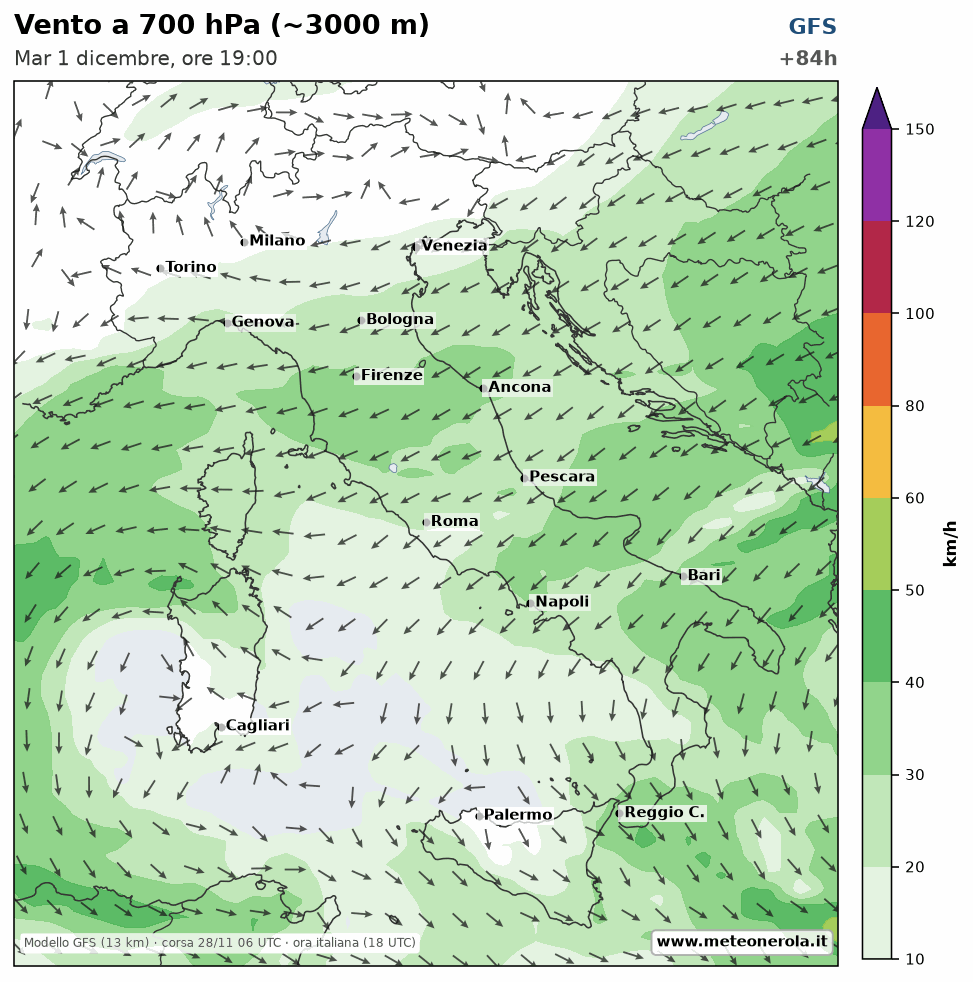 Vento a 700 hPa (~3000 m)
GFS
Mar 1 dicembre, ore 19:00
+84h
150
120
100
80
60
50
40
30
20
10
km/h
Milano
Venezia
Torino
Genova
Bologna
Firenze
Ancona
Pescara
Roma
Bari
Napoli
Cagliari
Palermo
Reggio C.
Modello GFS (13 km) · corsa 28/11 06 UTC · ora italiana (18 UTC)
www.meteonerola.it